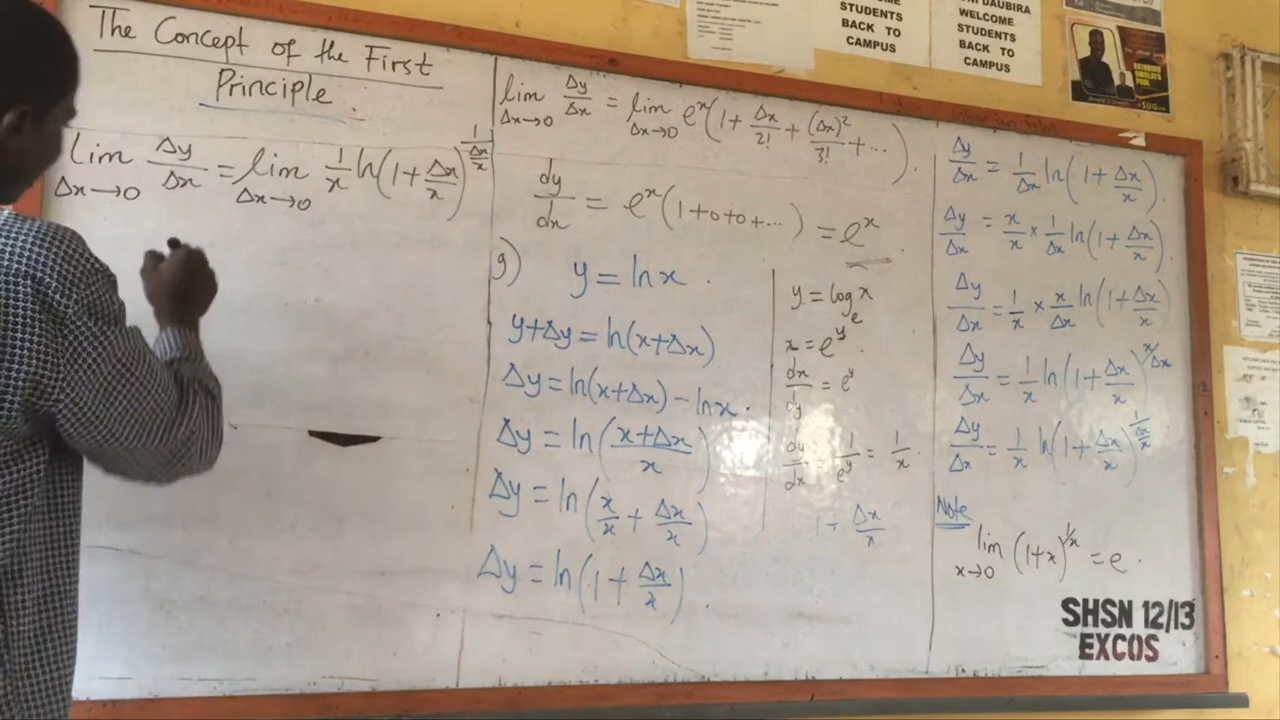 The Concept of the First
Principle.
lim Δx→0 Δy/Δx = lim Δx→0 1/x ln(1+Δx/x)^(1/(Δx/x))
lim Δx→0 Δy/Δx = lim Δx→0 e^x(1+Δx/2!+(Δx)²/3!+...).
dy/dx = e^x(1+0+0+...) = e^x.
g) y = ln x.
y+Δy = ln(x+Δx)
Δy = ln(x+Δx) - ln x.
Δy = ln((x+Δx)/x)
Δy = ln(x/x + Δx/x)
Δy = ln(1 + Δx/x).
y = log_e x
x = e^y.
dx/dy = e^y
dy/dx 1/e^y = 1/x.
1 + Δx/x
Δy/Δx = 1/Δx ln(1+Δx/x).
Δy/Δx = x/x × 1/Δx ln(1+Δx/x).
Δy/Δx = 1/x × x/Δx ln(1+Δx/x)
Δy/Δx = 1/x ln(1+Δx/x)^(x/Δx)
Δy/Δx = 1/x ln(1+Δx/x)^(1/(Δx/x))
Note
lim x→0 (1+x)^(1/x) = e.
SHSN 12/13
EXCOS
STUDENTS
BACK TO
CAMPUS
DAUBIRA
WELCOME
STUDENTS
BACK TO
CAMPUS